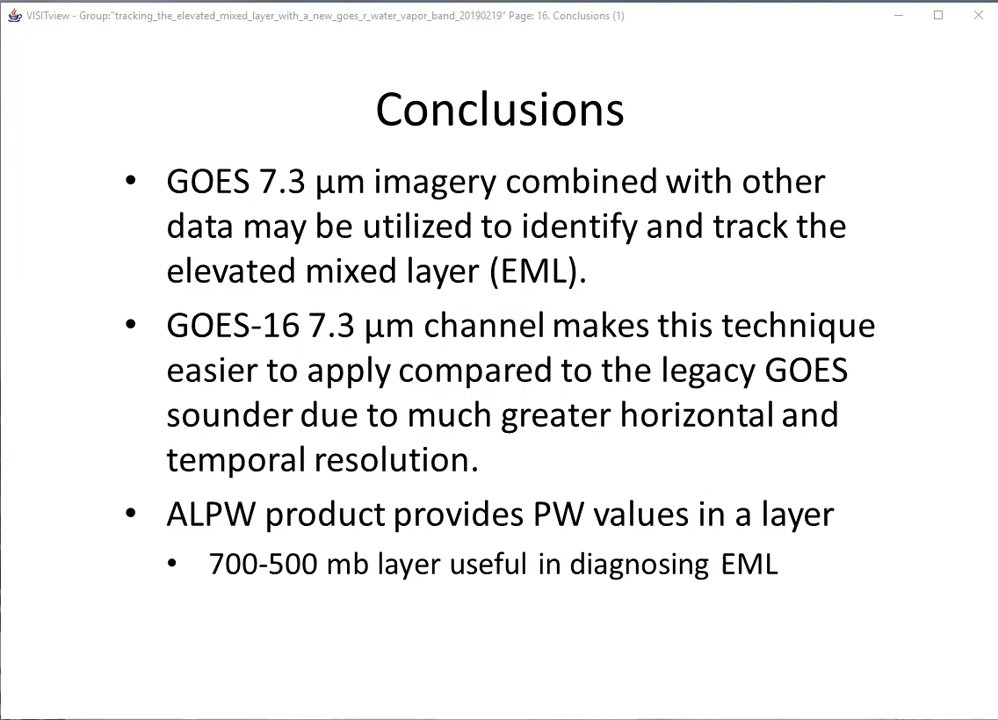 VISITview - Group:"tracking_the_elevated_mixed_layer_with_a_new_goes_r_water_vapor_band_20190219" Page: 16. Conclusions (1)
Conclusions
• GOES 7.3 µm imagery combined with other
data may be utilized to identify and track the
elevated mixed layer (EML).
• GOES-16 7.3 µm channel makes this technique
easier to apply compared to the legacy GOES
sounder due to much greater horizontal and
temporal resolution.
• ALPW product provides PW values in a layer
• 700-500 mb layer useful in diagnosing EML